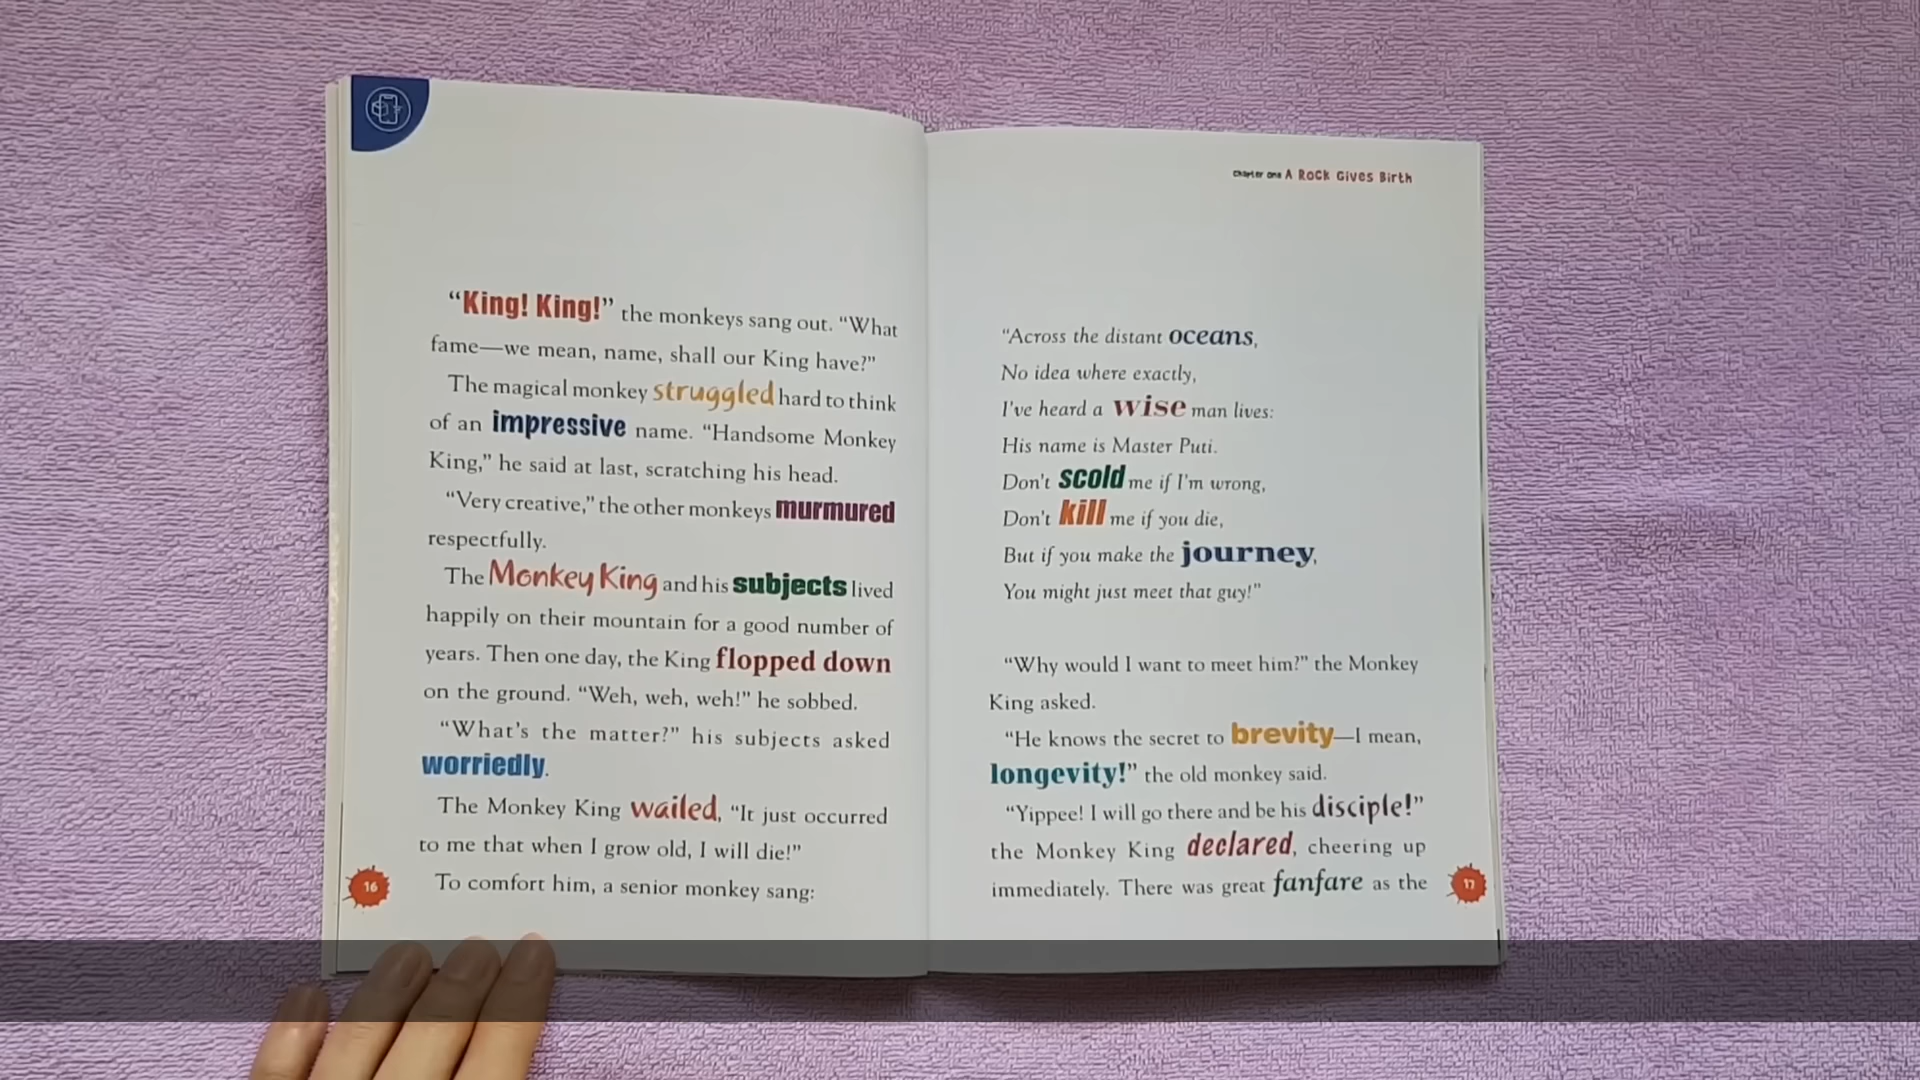 “King! King!” the monkeys sang out. “What
fame—we mean, name, shall our King have?”
The magical monkey struggled hard to think
of an impressive name. “Handsome Monkey
King,” he said at last, scratching his head.
“Very creative,” the other monkeys murmured
respectfully.
The Monkey King and his subjects lived
happily on their mountain for a good number of
years. Then one day, the King flopped down
on the ground. “Weh, weh, weh!” he sobbed.
“What’s the matter?” his subjects asked
worriedly.
The Monkey King wailed, “It just occurred
to me that when I grow old, I will die!”
To comfort him, a senior monkey sang:
16
Chapter One A Rock Gives Birth
“Across the distant oceans,
No idea where exactly,
I’ve heard a wise man lives:
His name is Master Puti.
Don’t scold me if I’m wrong,
Don’t kill me if you die,
But if you make the journey,
You might just meet that guy!”
“Why would I want to meet him?” the Monkey
King asked.
“He knows the secret to brevity—I mean,
longevity!” the old monkey said.
“Yippee! I will go there and be his disciple!”
the Monkey King declared, cheering up
immediately. There was great fanfare as the
17